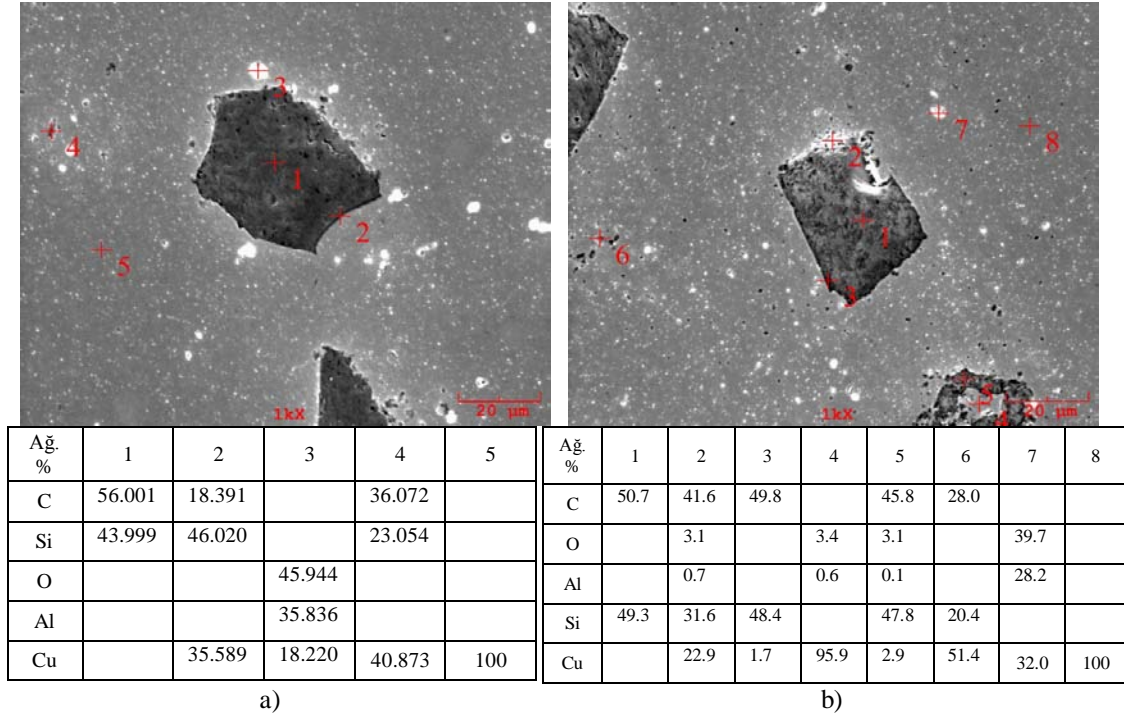 3
4
1
2
5
1kX
20 µm
2
7
8
1
6
3
5
4
1kX
20 µm
Ağ. % 1 2 3 4 5
C 56.001 18.391 36.072
Si 43.999 46.020 23.054
O 45.944
Al 35.836
Cu 35.589 18.220 40.873 100
a)
Ağ. % 1 2 3 4 5 6 7 8
C 50.7 41.6 49.8 45.8 28.0
O 3.1 3.4 3.1 39.7
Al 0.7 0.6 0.1 28.2
Si 49.3 31.6 48.4 47.8 20.4
Cu 22.9 1.7 95.9 2.9 51.4 32.0 100
b)